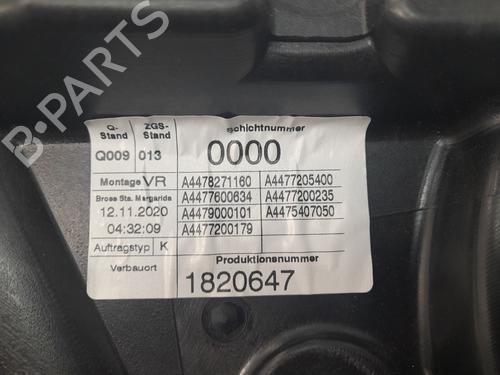 Q-Stand ZGS-Stand Schichtnummer
Q009 013 0000
Montage VR A4478271160 A4477205400
Brose Sta. Margarida A4477600634 A4477200235
12.11.2020 A4479000101 A4475407050
04:32:09 A4477200179
Auftragstyp K
Verbauort Produktionsnummer
1820647
B-PARTS